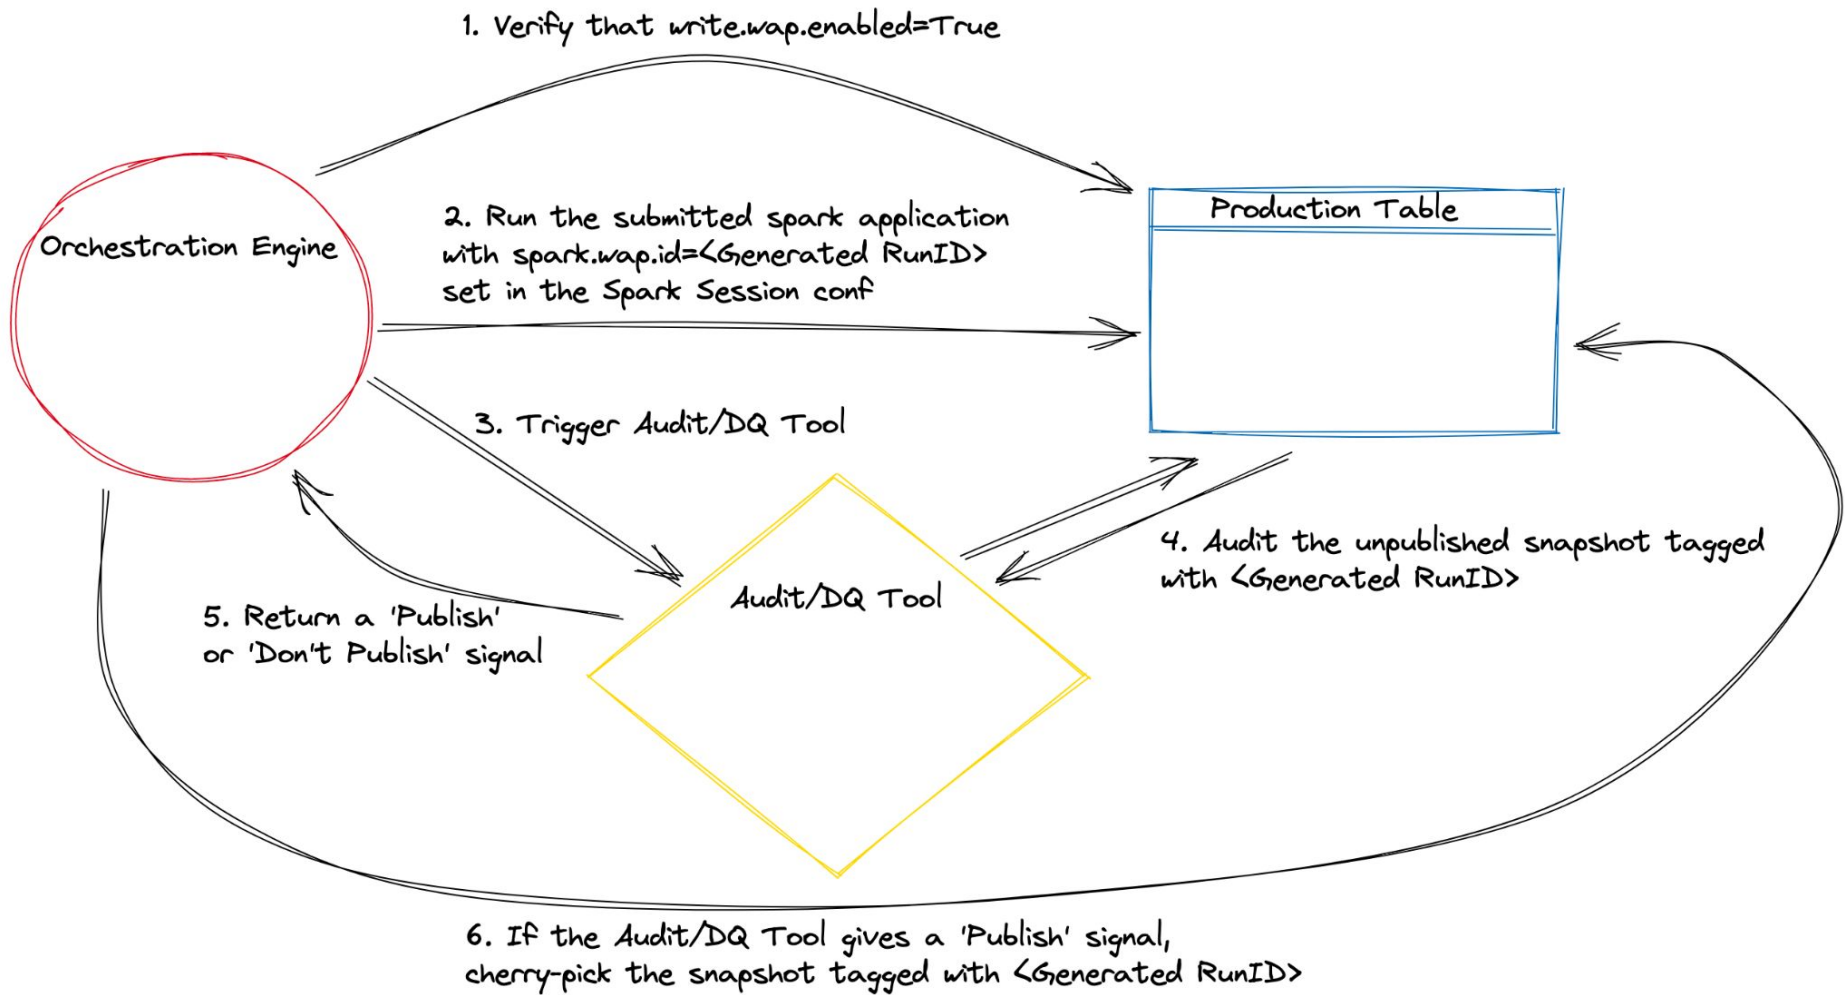 1. Verify that write.wap.enabled=True
Orchestration Engine
2. Run the submitted spark application
with spark.wap.id=<Generated RunID>
set in the Spark Session conf
Production Table
3. Trigger Audit/DQ Tool
4. Audit the unpublished snapshot tagged
with <Generated RunID>
Audit/DQ Tool
5. Return a 'Publish'
or 'Don't Publish' signal
6. If the Audit/DQ Tool gives a 'Publish' signal,
cherry-pick the snapshot tagged with <Generated RunID>